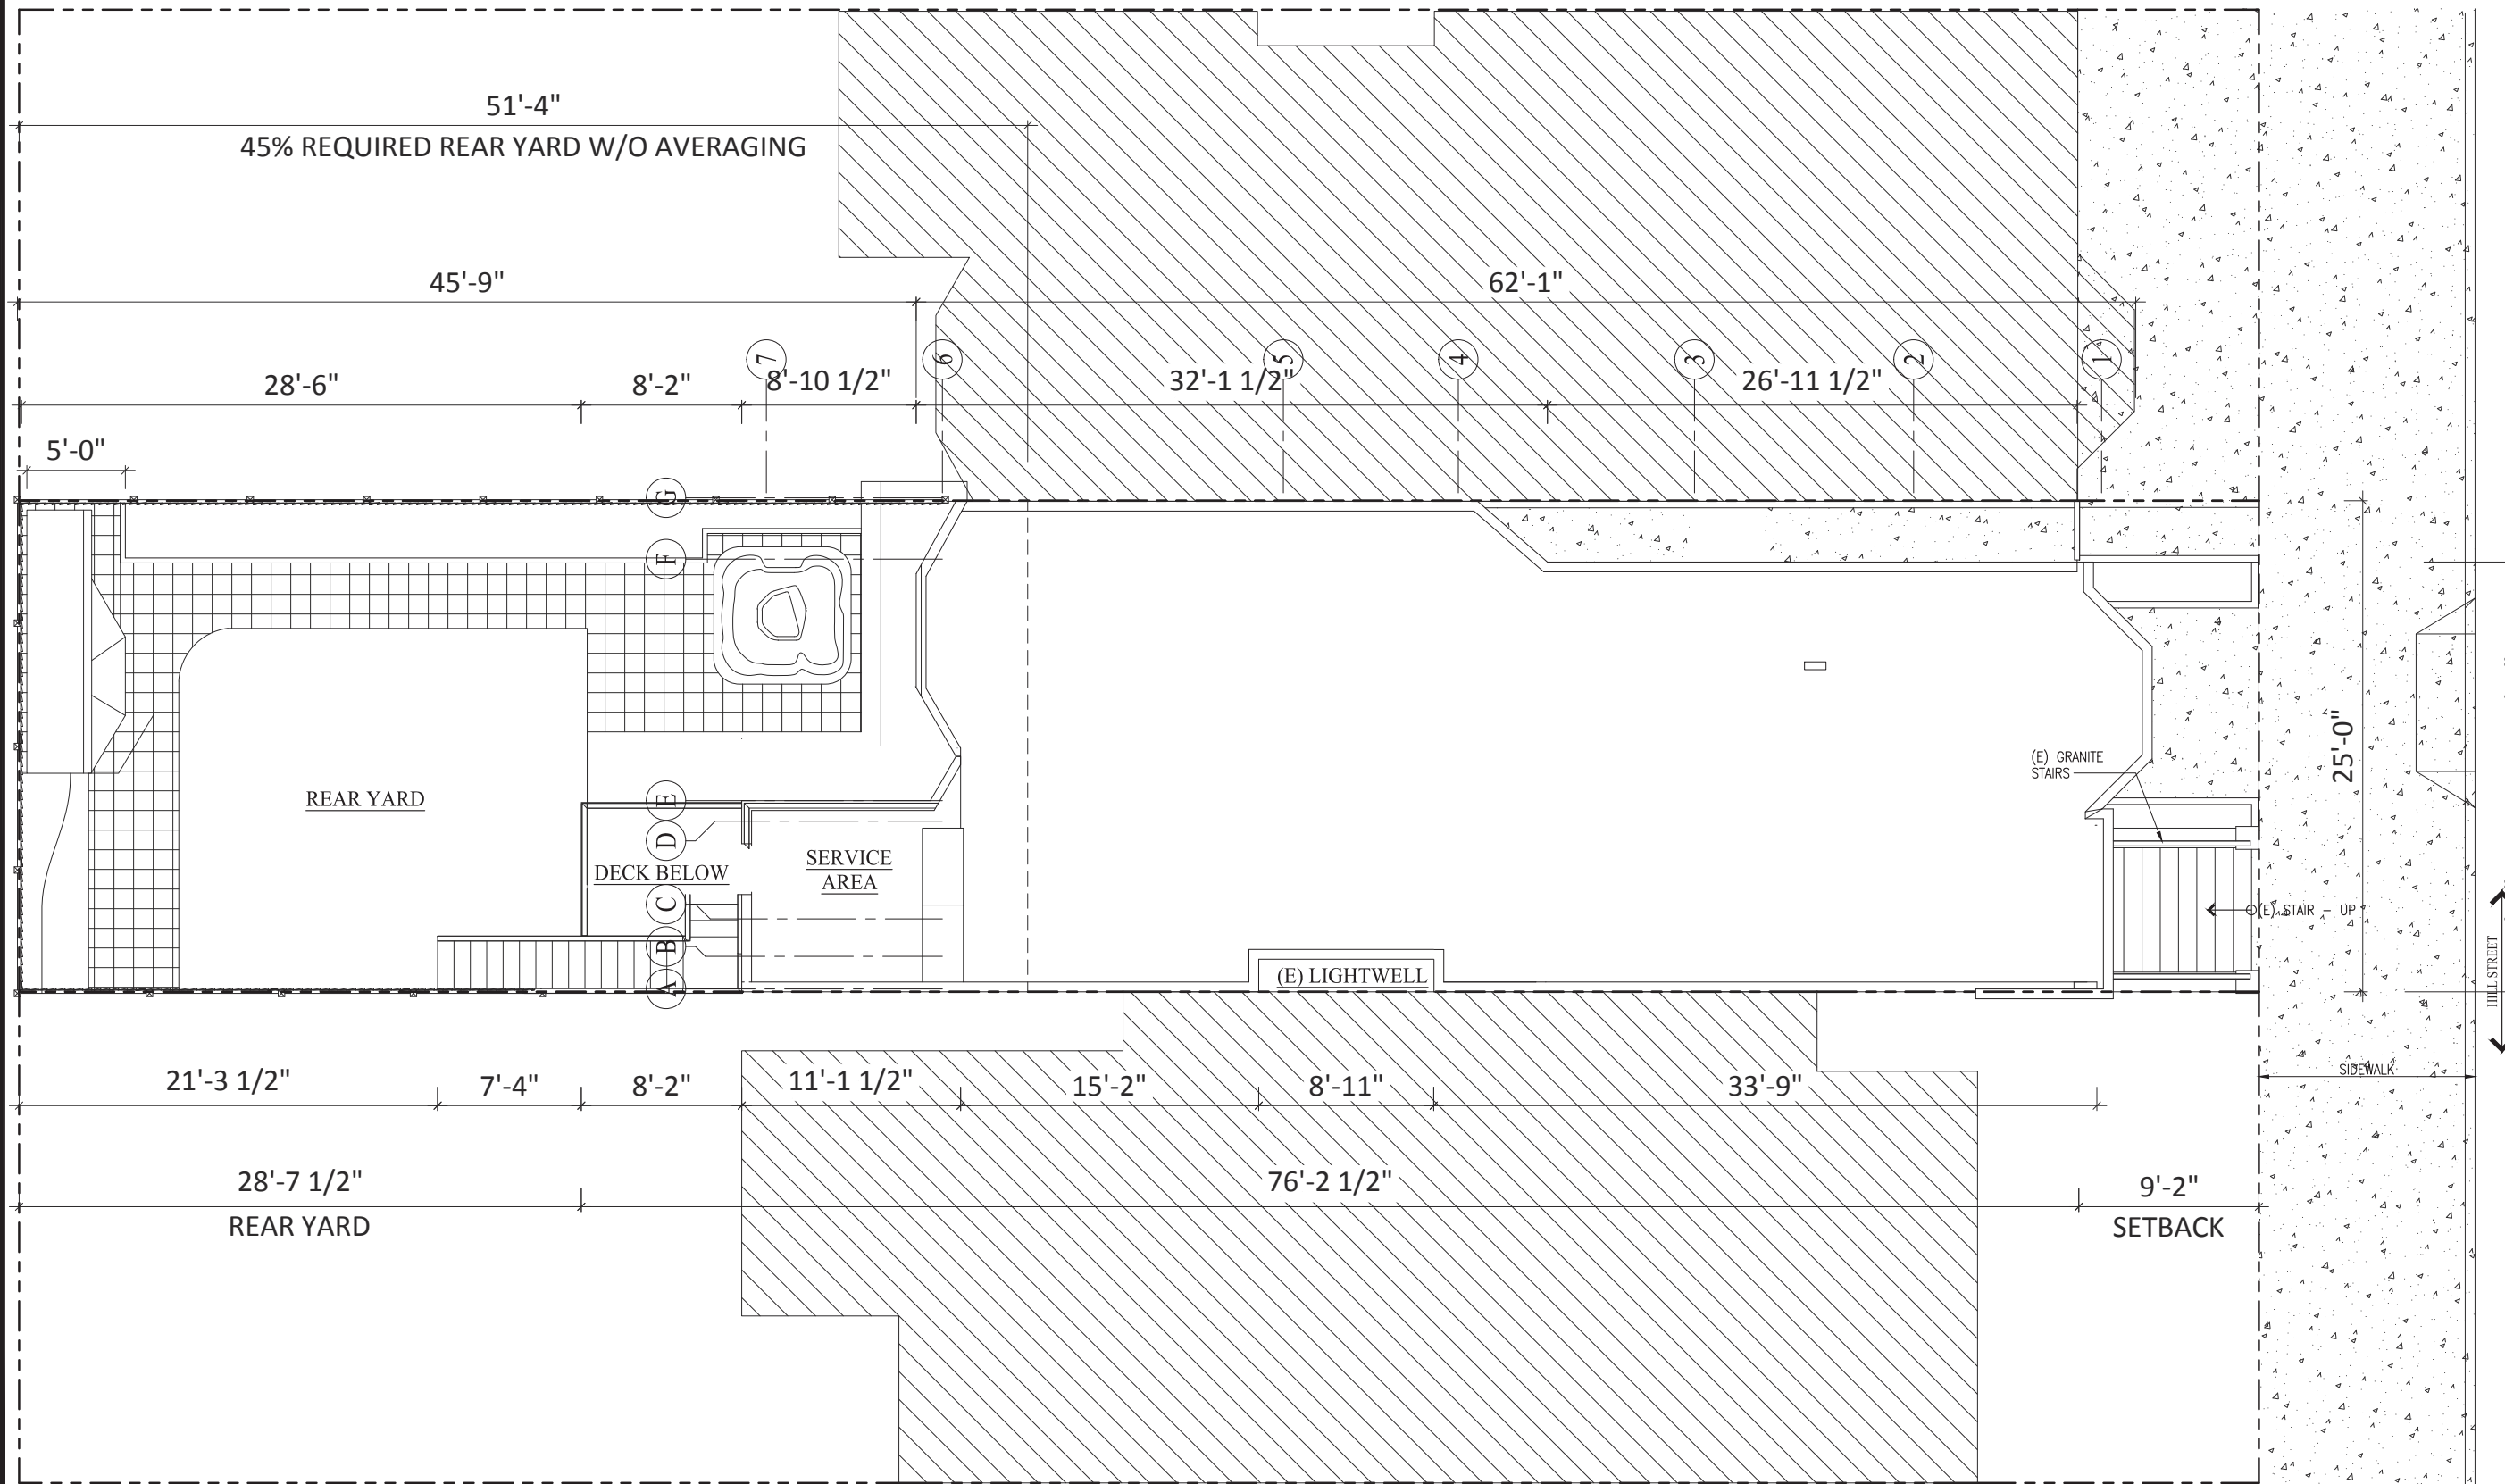 51'-4"
45% REQUIRED REAR YARD W/O AVERAGING
45'-9"
62'-1"
7
6
5
4
3
2
1
28'-6"
8'-2"
8'-10 1/2"
32'-1 1/2"
26'-11 1/2"
5'-0"
G
F
E
D
C
B
A
REAR YARD
DECK BELOW
SERVICE
AREA
(E) LIGHTWELL
(E) GRANITE
STAIRS
(E) STAIR - UP
25'-0"
HILL STREET
SIDEWALK
21'-3 1/2"
7'-4"
8'-2"
11'-1 1/2"
15'-2"
8'-11"
33'-9"
28'-7 1/2"
REAR YARD
76'-2 1/2"
9'-2"
SETBACK